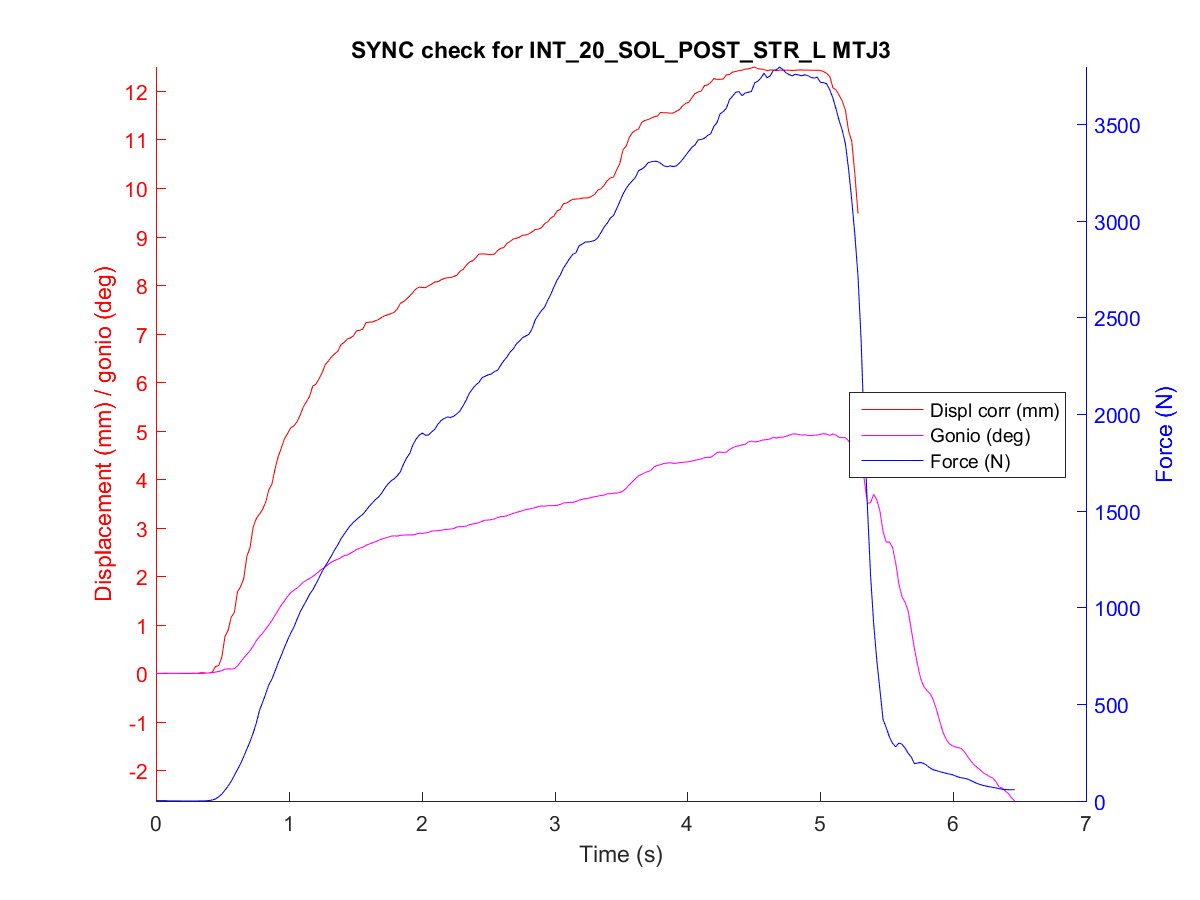 SYNC check for INT_20_SOL_POST_STR_L MTJ3
12
11
10
9
8
7
6
5
4
3
2
1
0
-1
-2
Displacement (mm) / gonio (deg)
3500
3000
2500
2000
1500
1000
500
0
Force (N)
Displ corr (mm)
Gonio (deg)
Force (N)
0 1 2 3 4 5 6 7
Time (s)